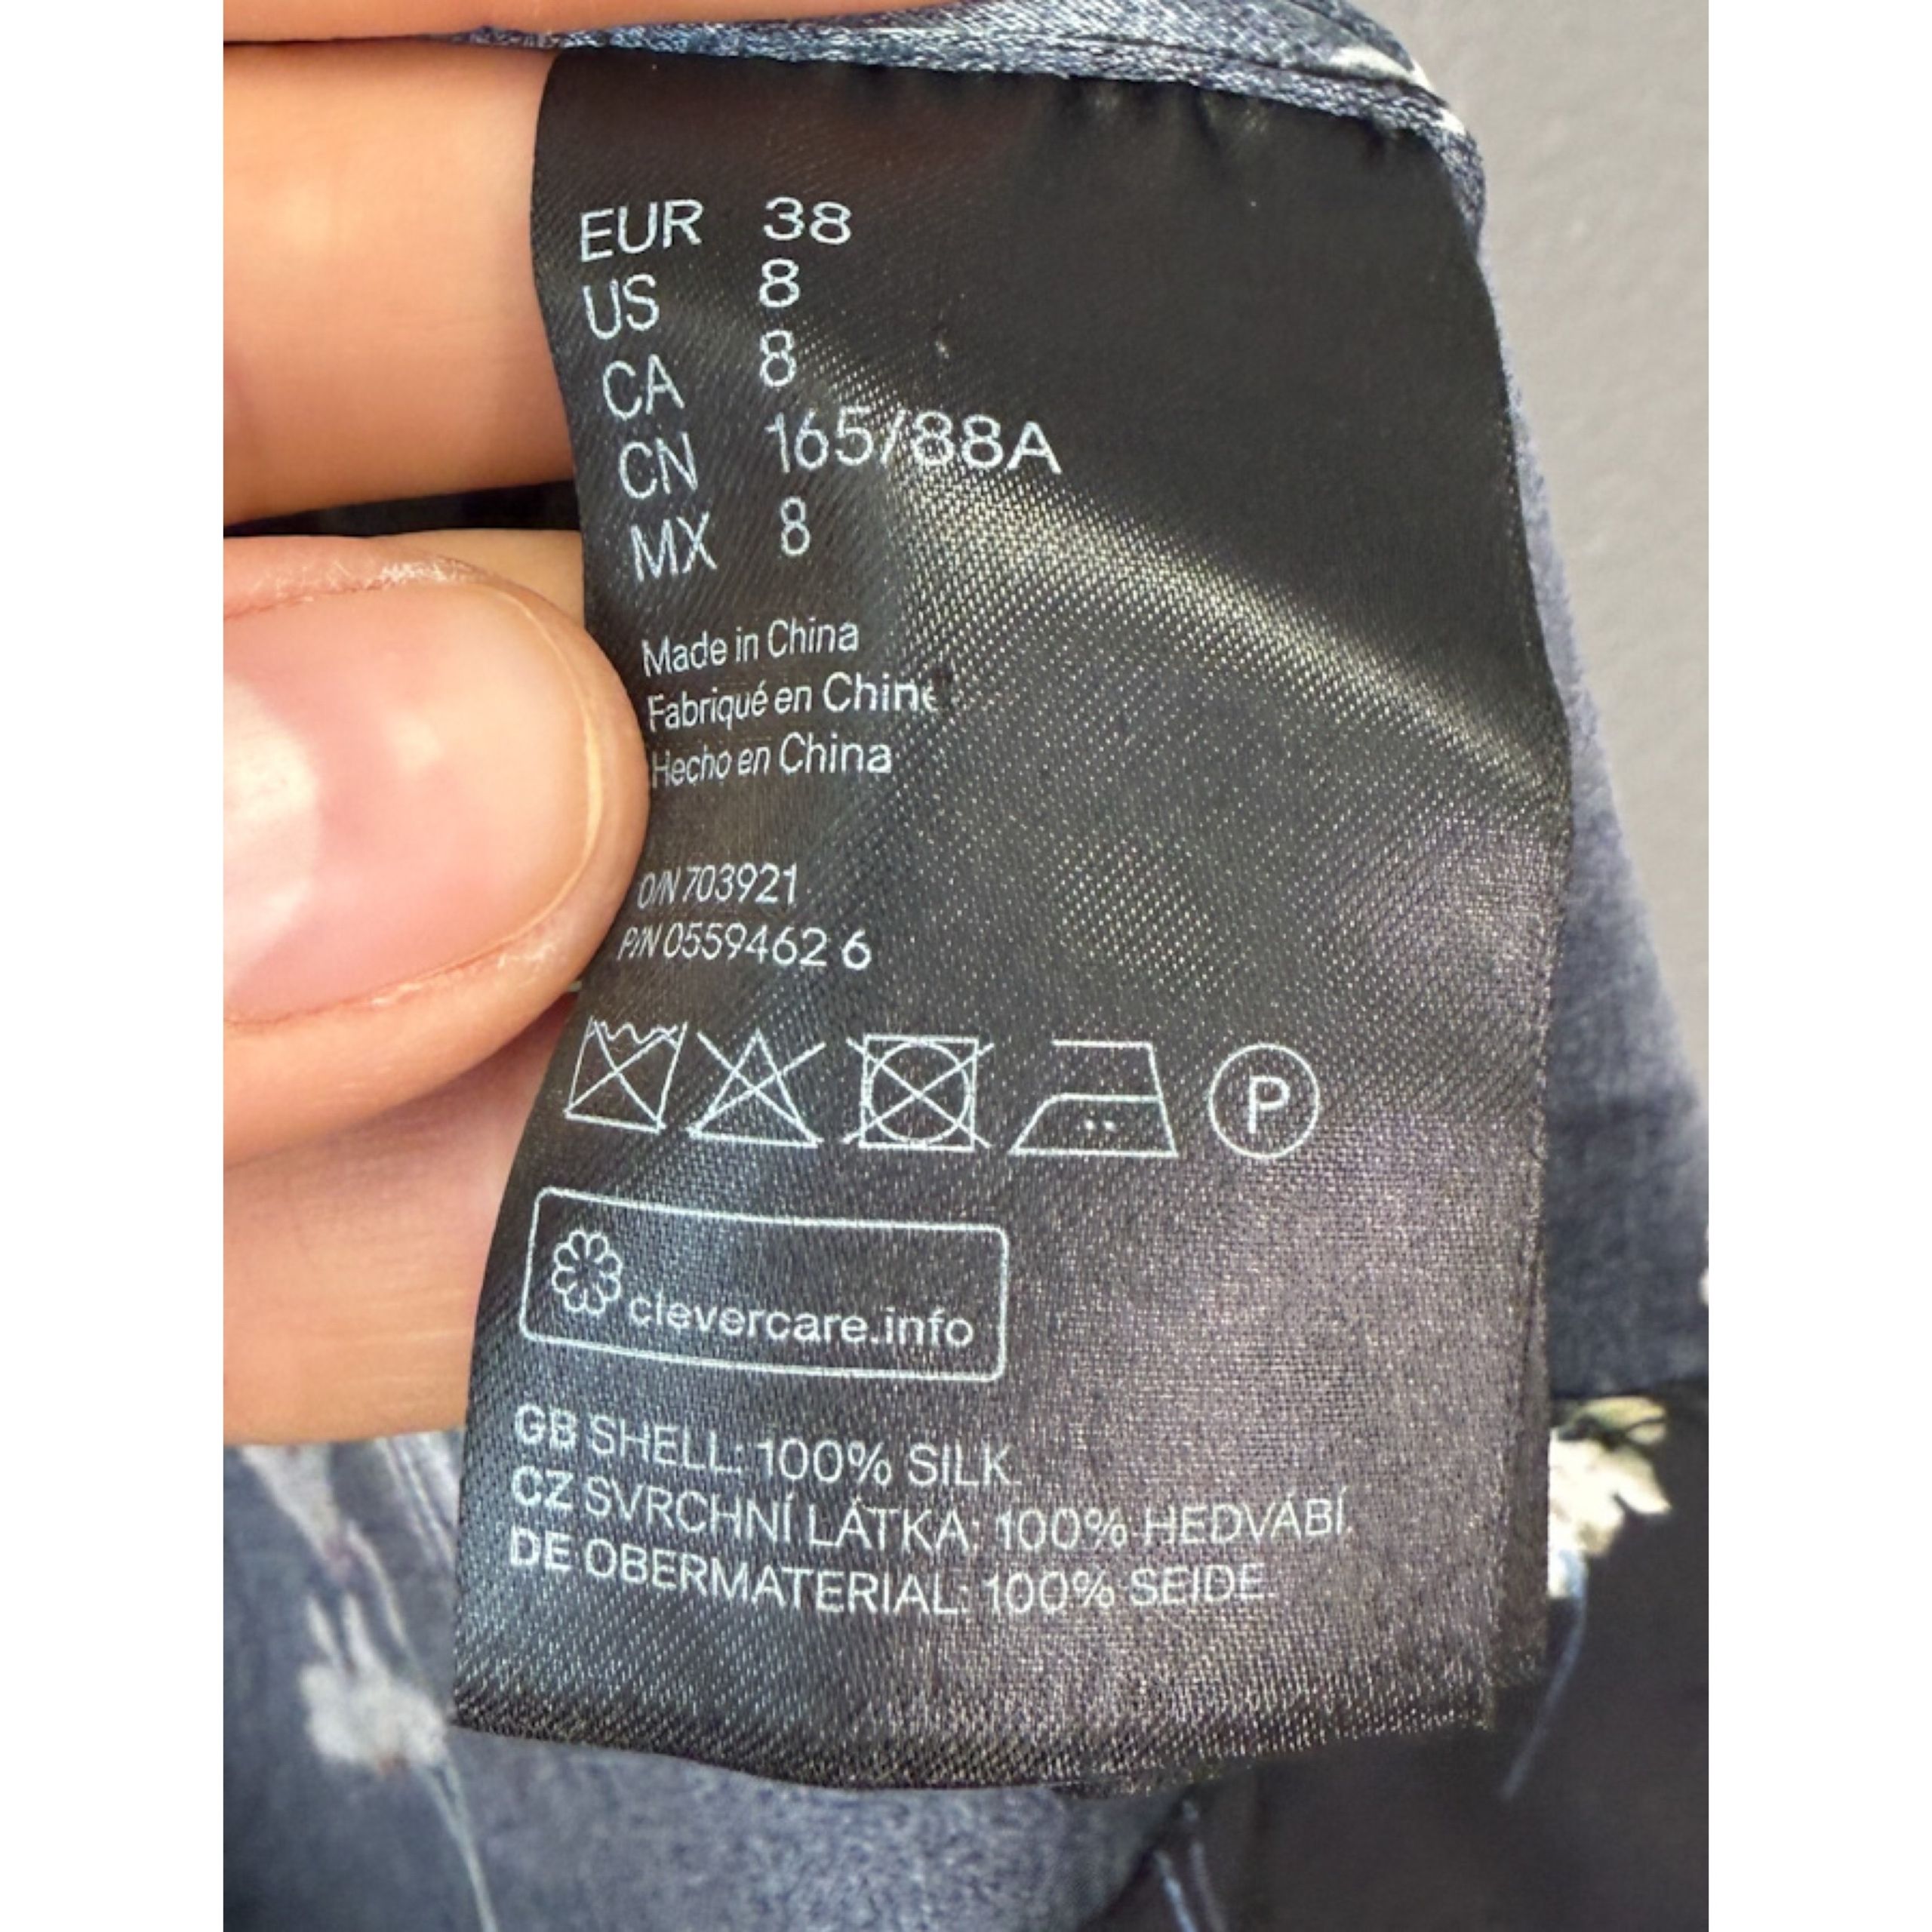 EUR 38
US 8
CA 8
CN 165/88A
MX 8
Made in China
Fabriqué en Chine
Hecho en China
O/N 703921
P/N 0559462 6
P
clevercare.info
GB SHELL: 100% SILK.
CZ SVRCHNÍ LÁTKA: 100% HEDVÁBÍ.
DE OBERMATERIAL: 100% SEIDE.